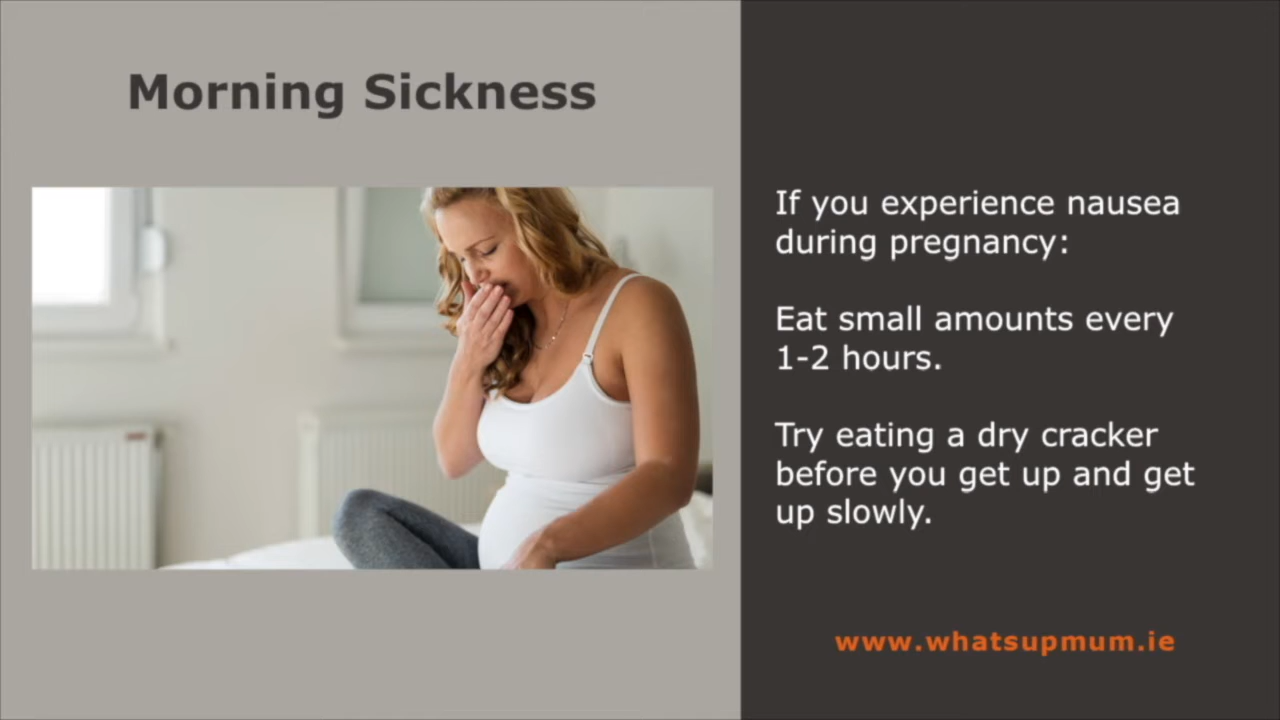 Morning Sickness
If you experience nausea
during pregnancy:
Eat small amounts every
1-2 hours.
Try eating a dry cracker
before you get up and get
up slowly.
www.whatsupmum.ie